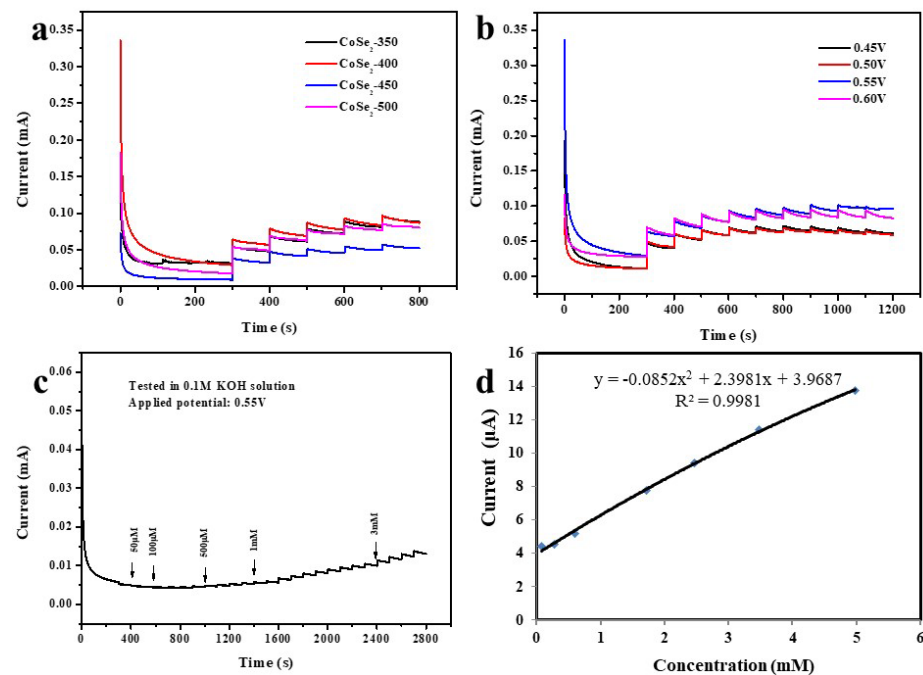 a
CoSe2-350
CoSe2-400
CoSe2-450
CoSe2-500
0.35
0.30
0.25
0.20
0.15
0.10
0.05
0.00
Current (mA)
0 200 400 600 800
Time (s)
b
0.45V
0.50V
0.55V
0.60V
0.35
0.30
0.25
0.20
0.15
0.10
0.05
0.00
Current (mA)
0 200 400 600 800 1000 1200
Time (s)
c
Tested in 0.1M KOH solution
Applied potential: 0.55V
0.06
0.05
0.04
0.03
0.02
0.01
0.00
Current (mA)
50μM
100μM
500μM
1mM
3mM
400 800 1200 1600 2000 2400 2800
Time (s)
d
y = -0.0852x² + 2.3981x + 3.9687
R² = 0.9981
16
14
12
10
8
6
4
2
0
Current (μA)
0 1 2 3 4 5 6
Concentration (mM)